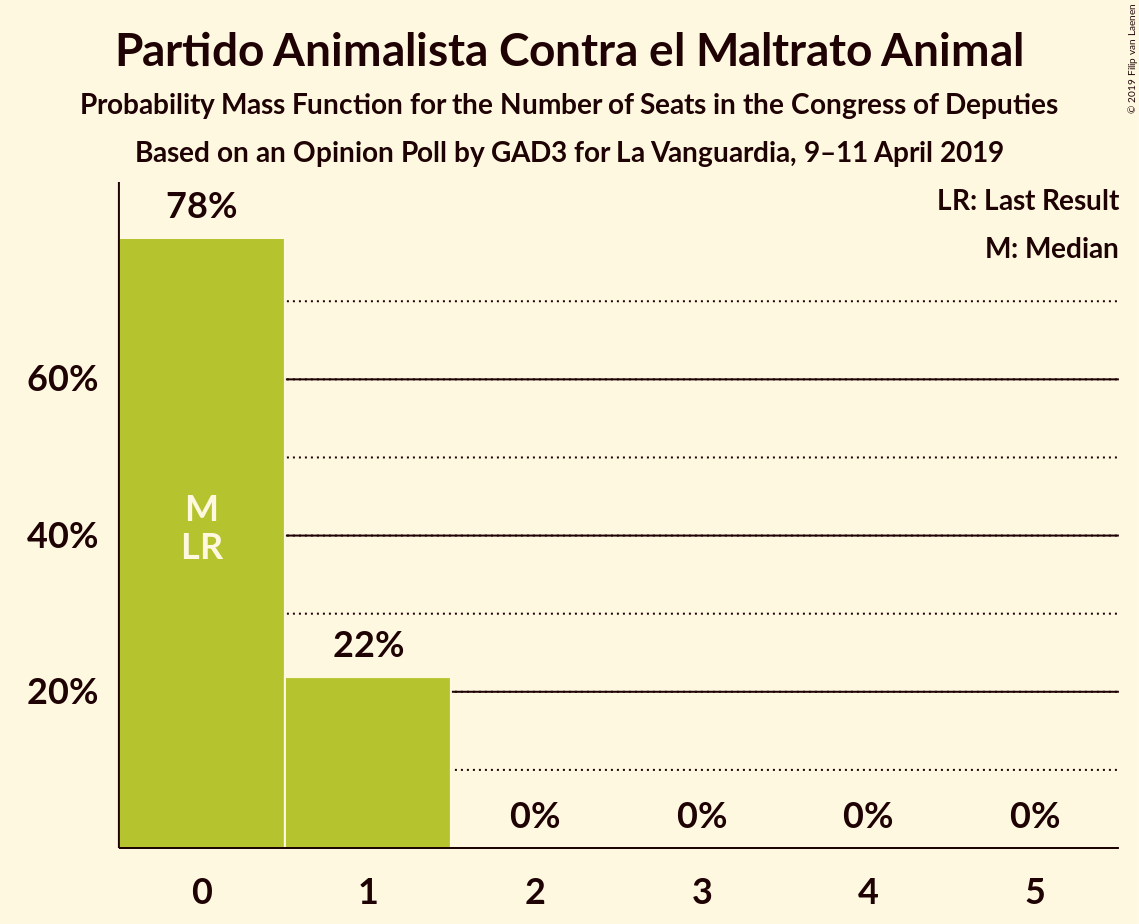 Partido Animalista Contra el Maltrato Animal
Probability Mass Function for the Number of Seats in the Congress of Deputies
Based on an Opinion Poll by GAD3 for La Vanguardia, 9–11 April 2019
© 2019 Filip van Laenen
LR: Last Result
M: Median
78%
60%
M
40%
LR
22%
20%
0% 0% 0% 0%
0 1 2 3 4 5